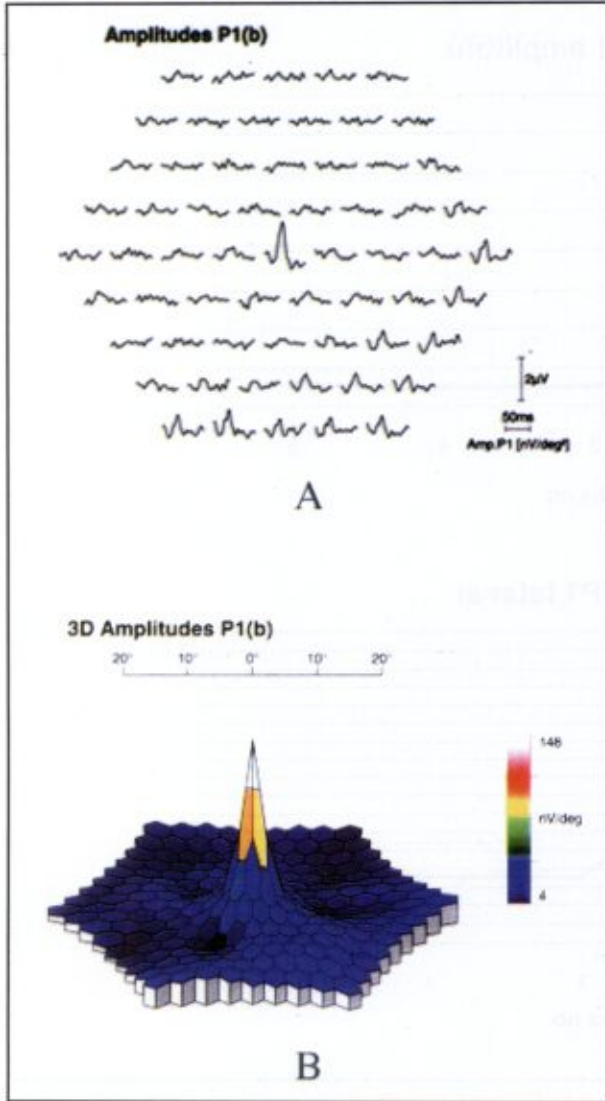 Amplitudes P1(b)
2µV
50ms
Amp.P1 [nV/deg²]
A
3D Amplitudes P1(b)
20° 10° 0° 10° 20°
148
nV/deg
4
B